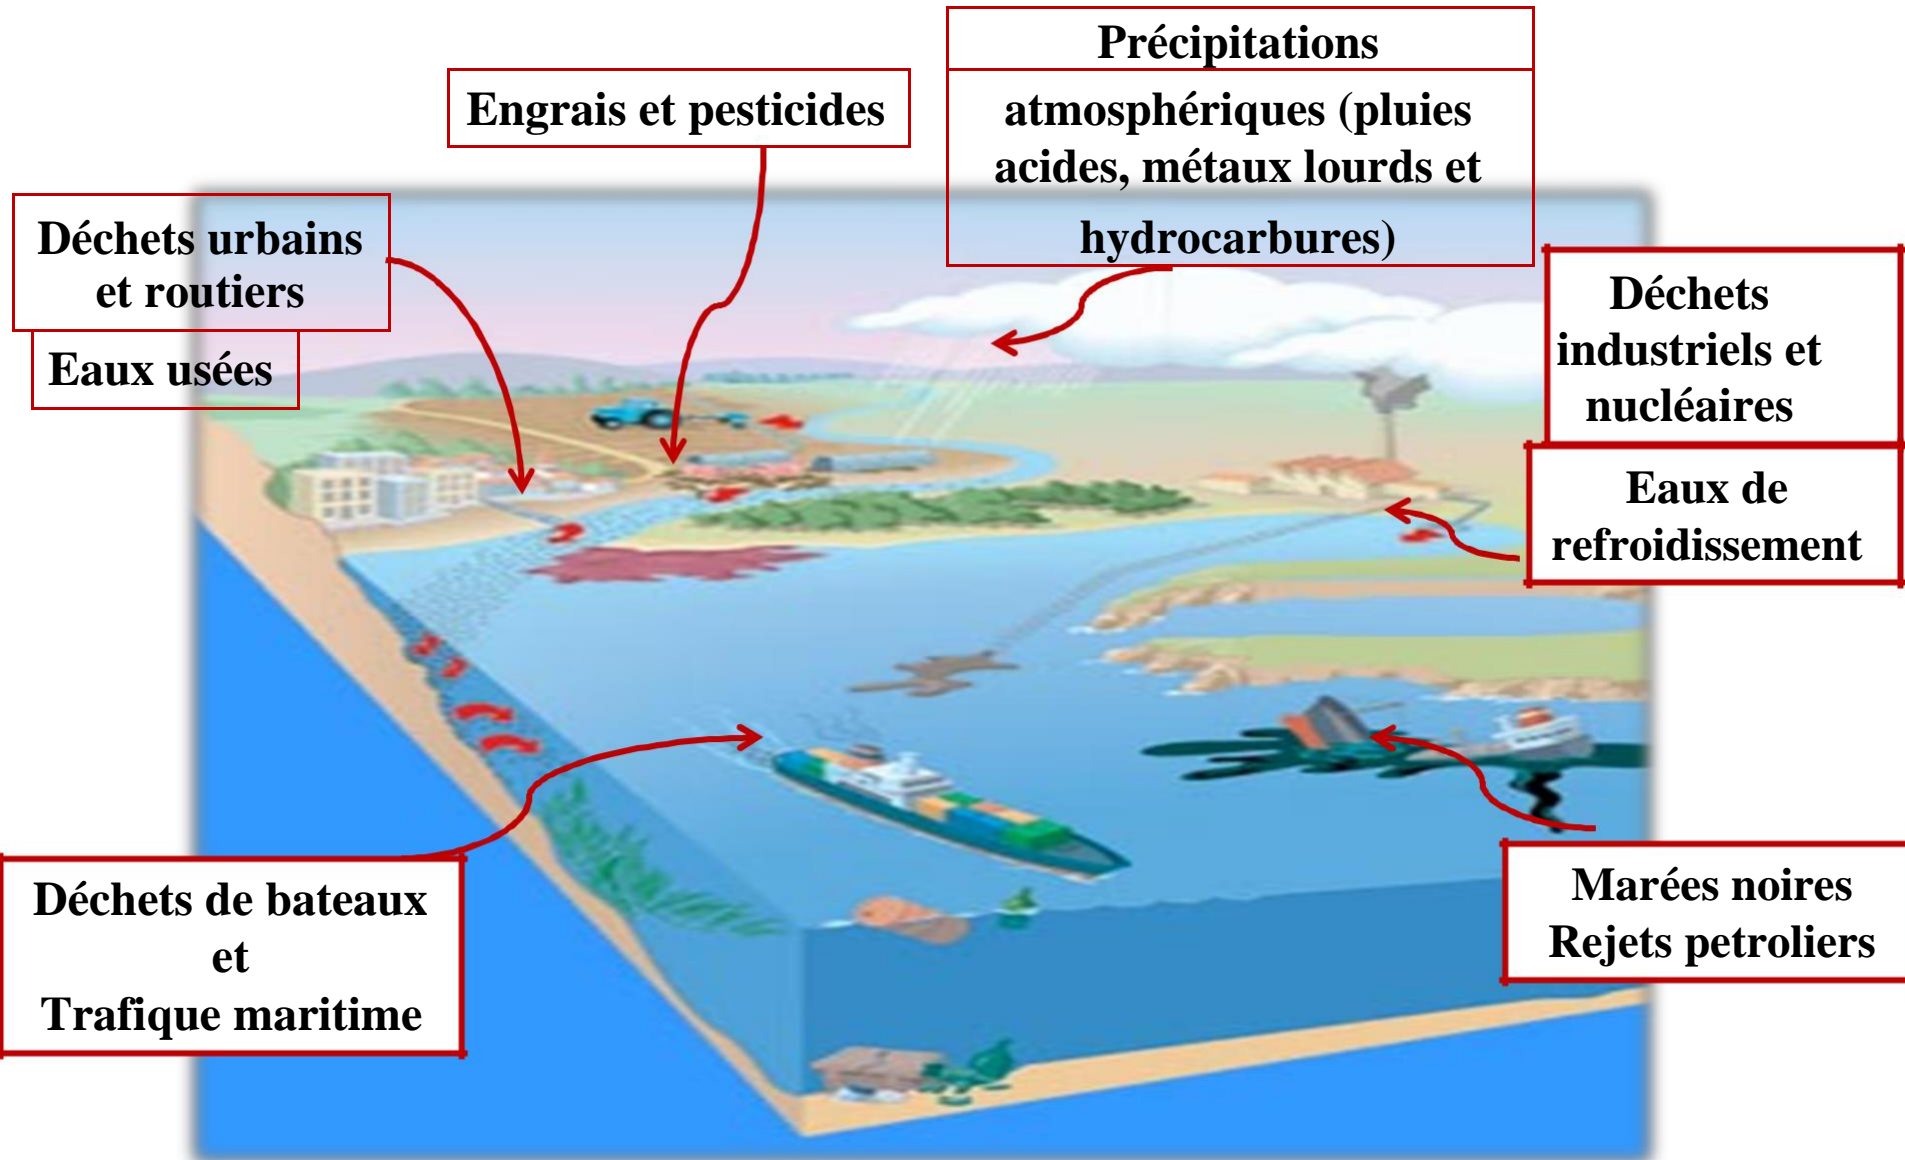 Précipitations
atmosphériques (pluies
acides, métaux lourds et
hydrocarbures)
Engrais et pesticides
Déchets urbains
et routiers
Eaux usées
Déchets
industriels et
nucléaires
Eaux de
refroidissement
Déchets de bateaux
et
Trafique maritime
Marées noires
Rejets petroliers